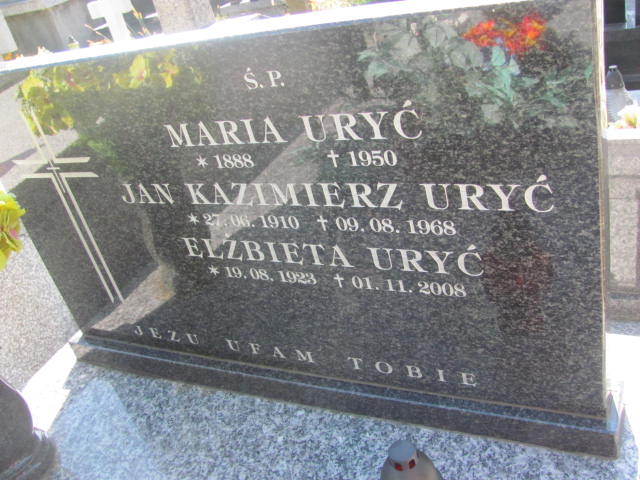 Ś. P.
MARIA URYĆ
* 1888 † 1950
JAN KAZIMIERZ URYĆ
* 27. 06. 1910 † 09. 08. 1968
ELŻBIETA URYĆ
* 19. 08. 1923 † 01. 11. 2008
JEZU UFAM TOBIE